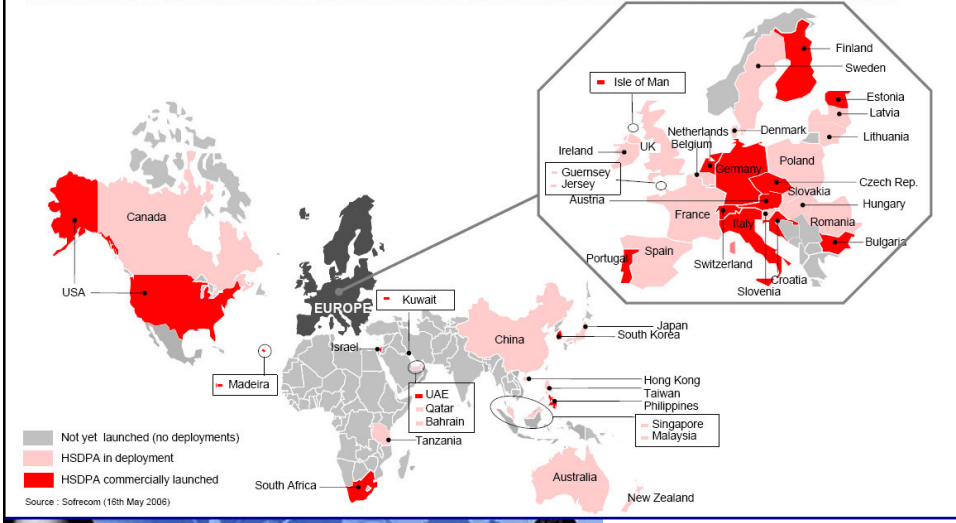 Finland
Sweden
Isle of Man
Estonia
Latvia
Netherlands
Denmark
Belgium
Lithuania
Ireland
UK
Poland
Germany
Guernsey
Jersey
Czech Rep.
Slovakia
Austria
Hungary
France
Romania
Italy
Bulgaria
Spain
Portugal
Switzerland
Croatia
Slovenia
Canada
USA
EUROPE
Kuwait
China
Japan
South Korea
Israel
Madeira
UAE
Qatar
Bahrain
Hong Kong
Taiwan
Philippines
Singapore
Malaysia
Tanzania
South Africa
Australia
New Zealand
Not yet launched (no deployments)
HSDPA in deployment
HSDPA commercially launched
Source : Sofrecom (16th May 2006)